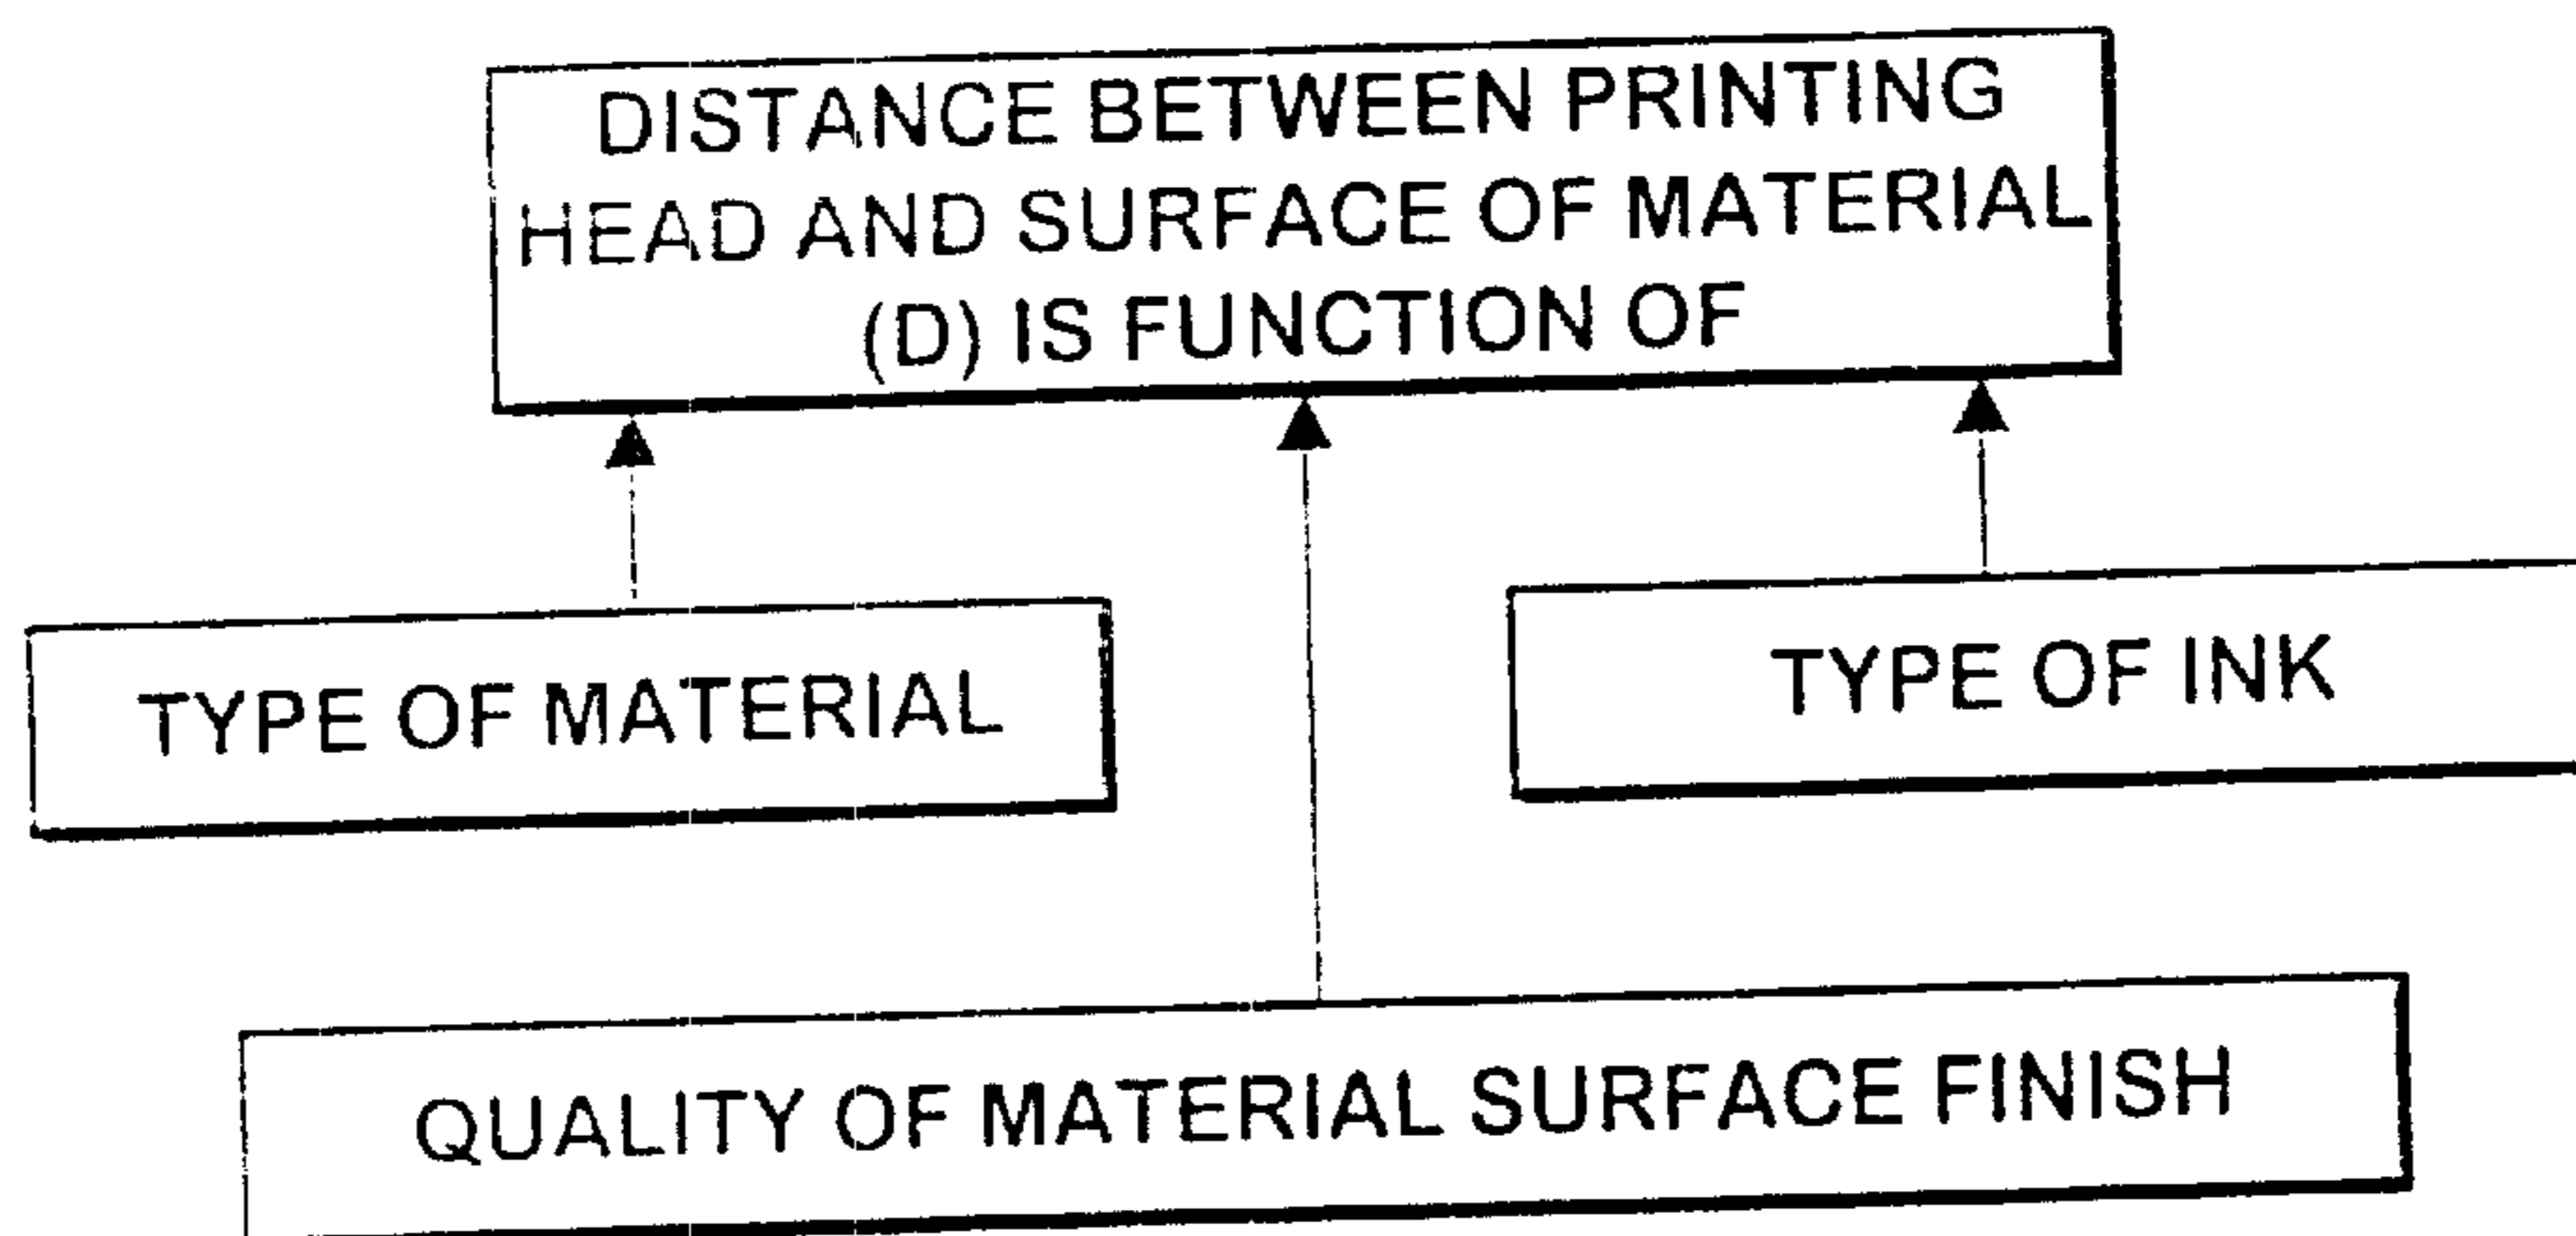 DISTANCE BETWEEN PRINTING
HEAD AND SURFACE OF MATERIAL
(D) IS FUNCTION OF
TYPE OF MATERIAL
TYPE OF INK
QUALITY OF MATERIAL SURFACE FINISH